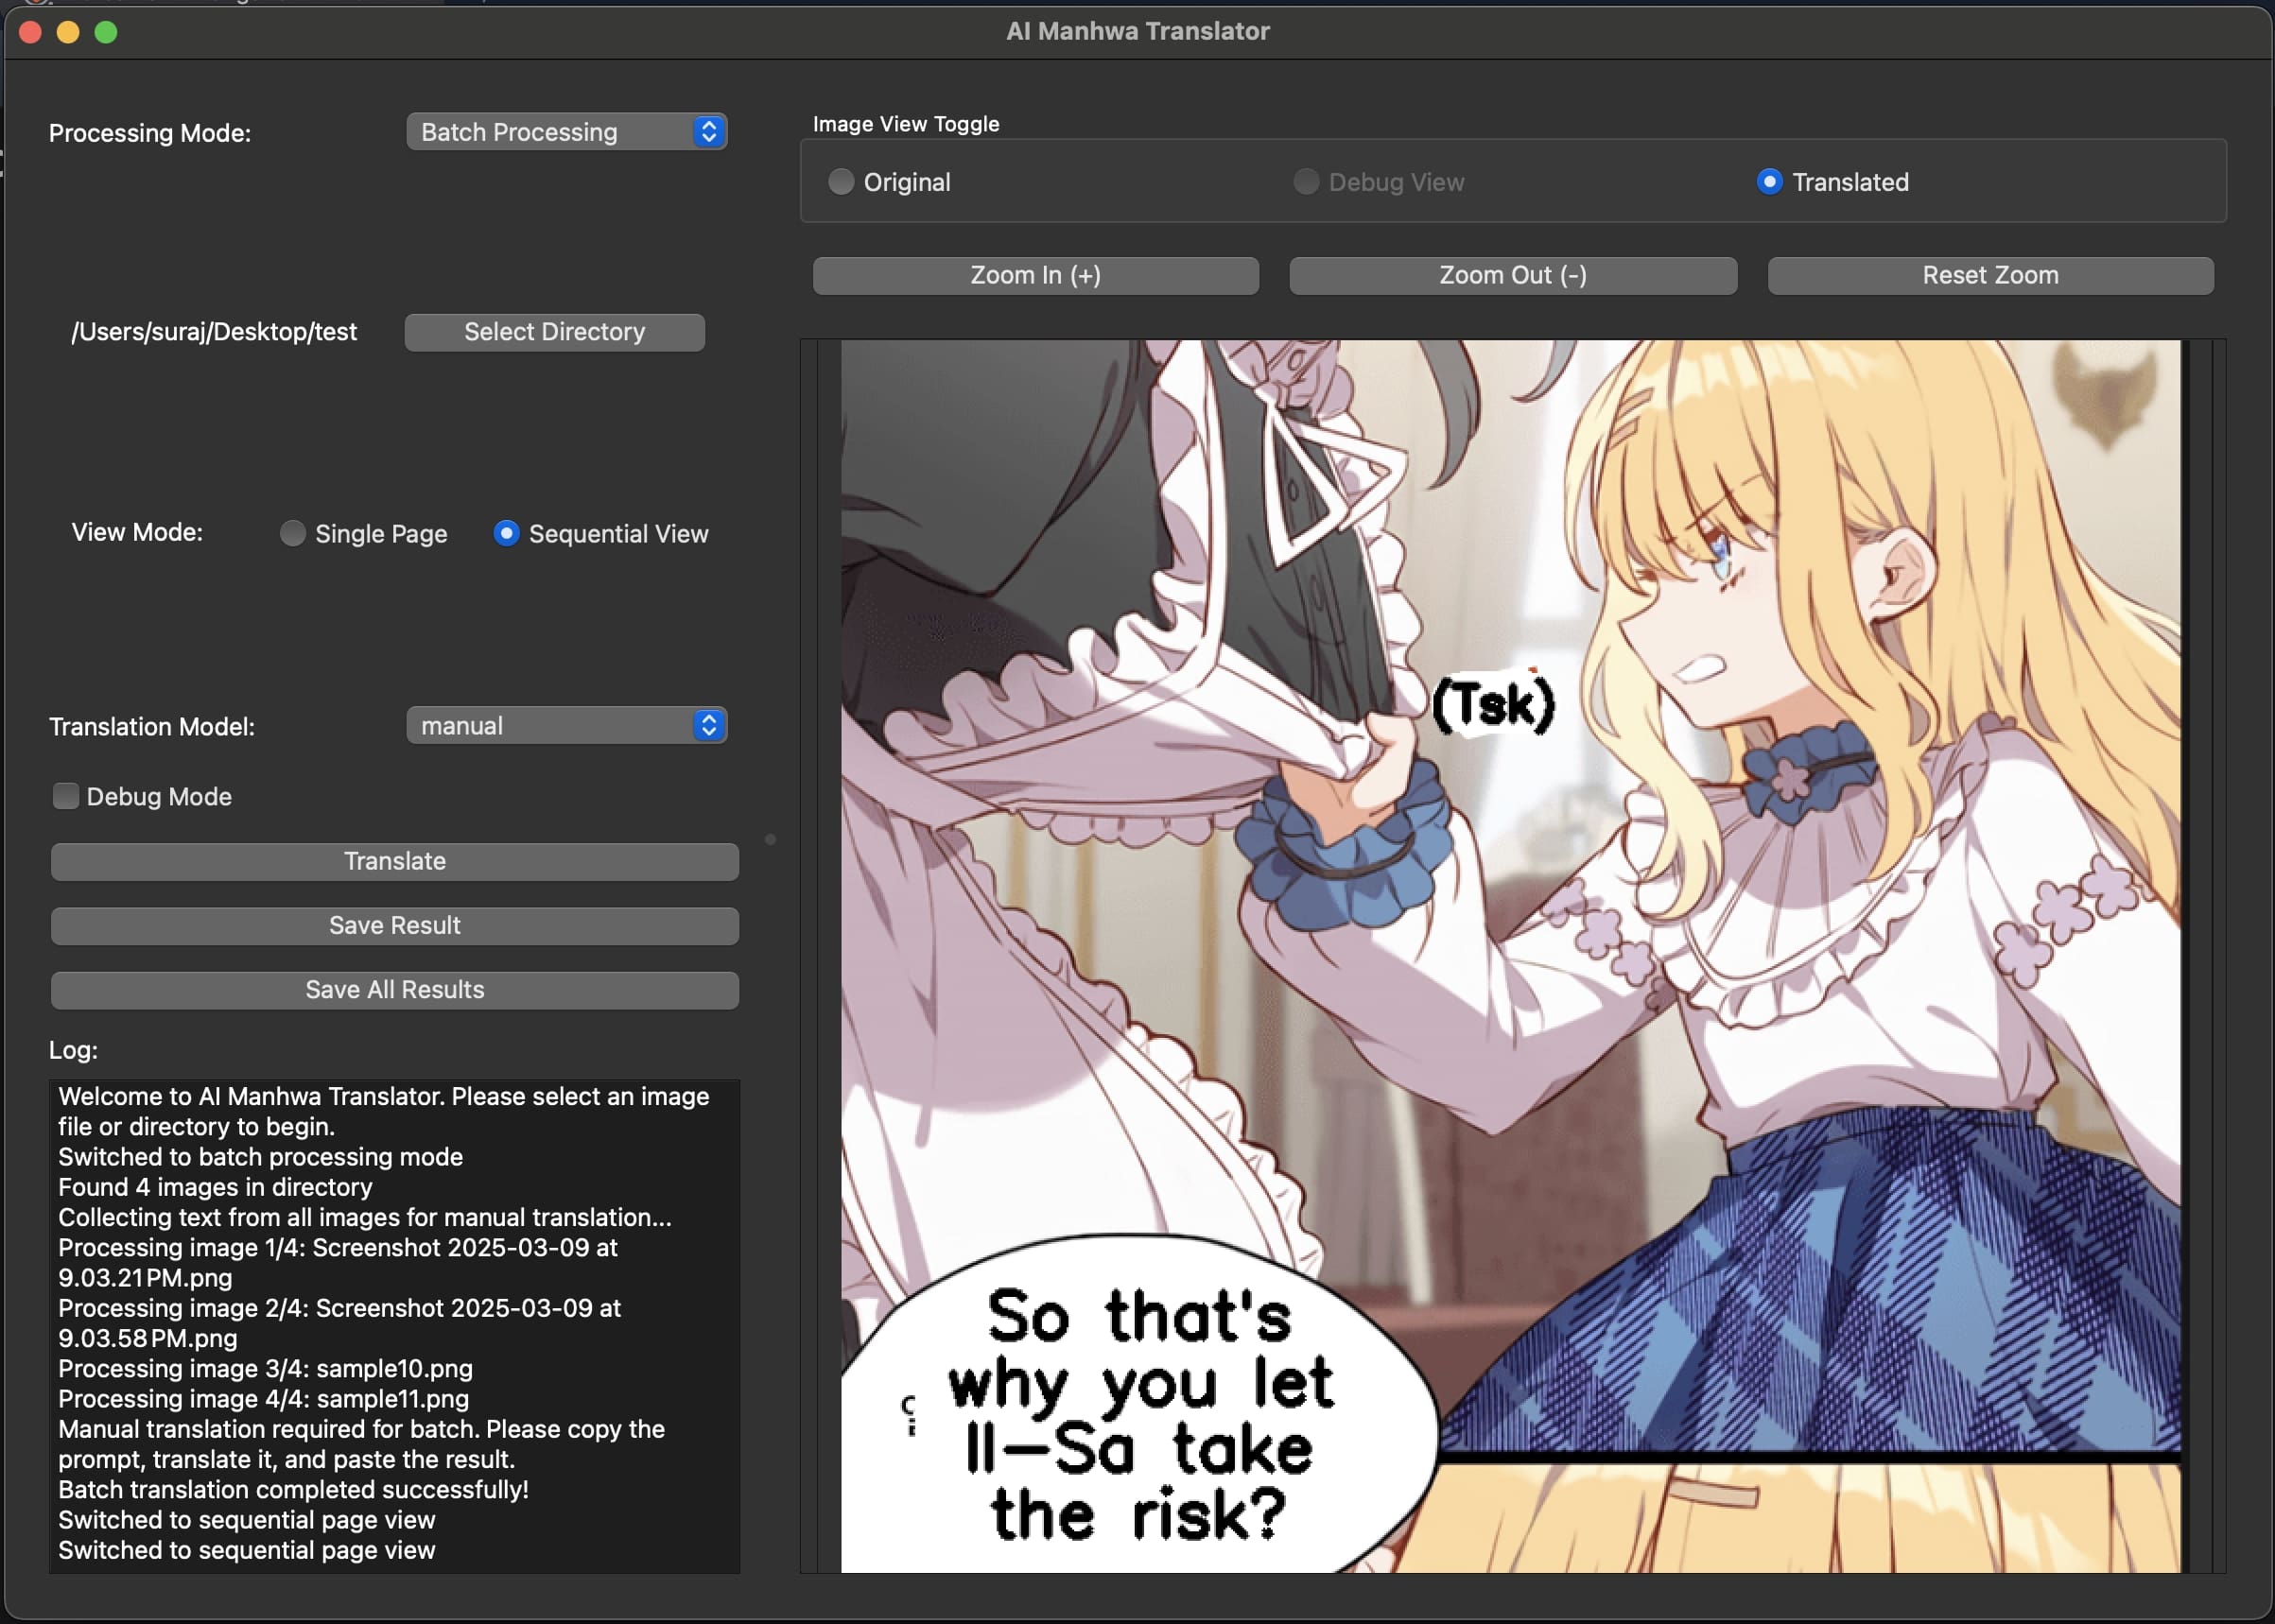 AI Manhwa Translator
Processing Mode:
Batch Processing
/Users/suraj/Desktop/test
Select Directory
View Mode:
Single Page
Sequential View
Translation Model:
manual
Debug Mode
Translate
Save Result
Save All Results
Log:
Welcome to AI Manhwa Translator. Please select an image
file or directory to begin.
Switched to batch processing mode
Found 4 images in directory
Collecting text from all images for manual translation...
Processing image 1/4: Screenshot 2025-03-09 at
9.03.21 PM.png
Processing image 2/4: Screenshot 2025-03-09 at
9.03.58 PM.png
Processing image 3/4: sample10.png
Processing image 4/4: sample11.png
Manual translation required for batch. Please copy the
prompt, translate it, and paste the result.
Batch translation completed successfully!
Switched to sequential page view
Switched to sequential page view
Image View Toggle
Original
Debug View
Translated
Zoom In (+)
Zoom Out (-)
Reset Zoom
(Tsk)
So that's
why you let
Il-Sa take
the risk?